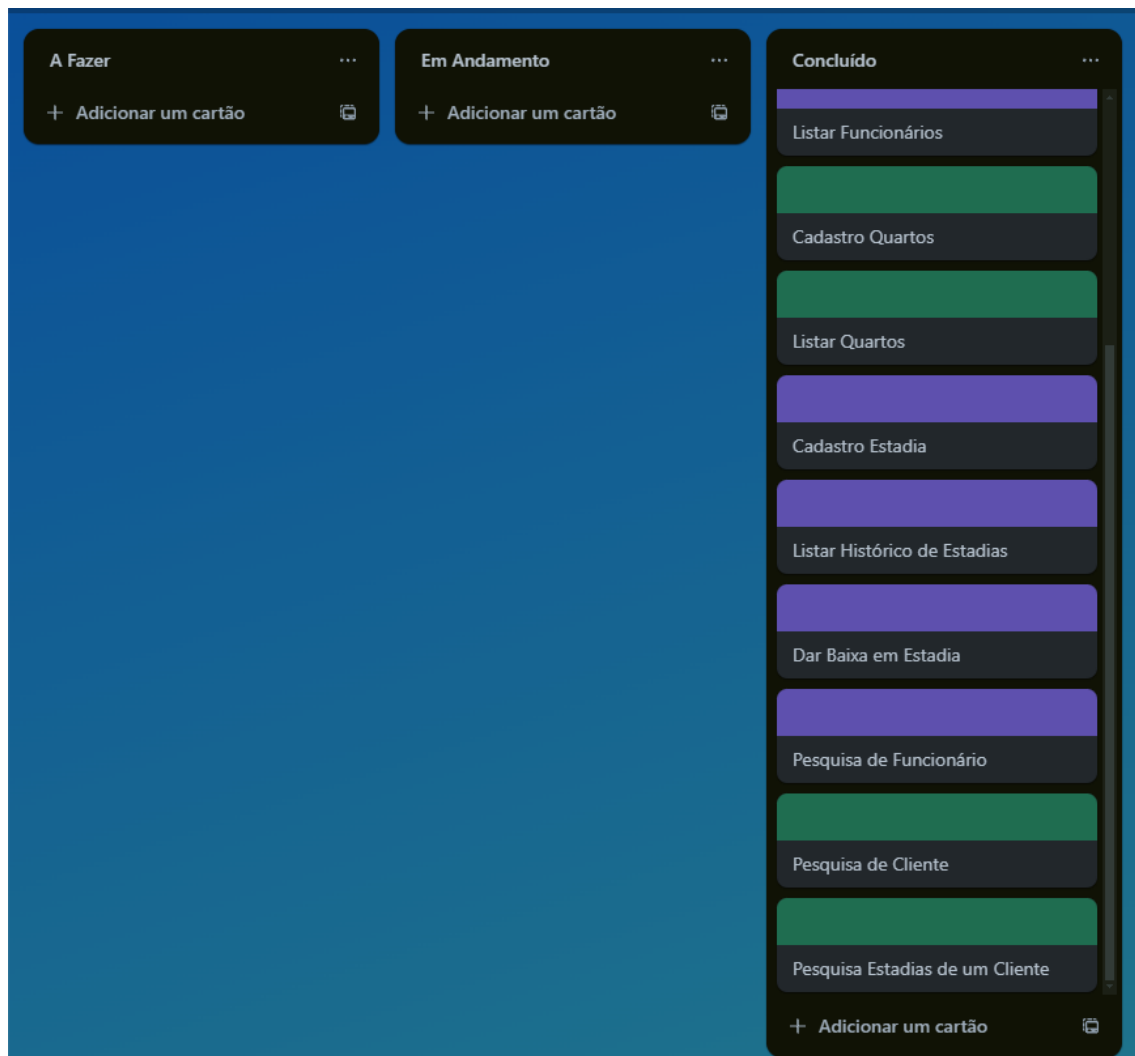 A Fazer
Adicionar um cartão
Em Andamento
Adicionar um cartão
Concluído
Listar Funcionários
Cadastro Quartos
Listar Quartos
Cadastro Estadia
Listar Histórico de Estadias
Dar Baixa em Estadia
Pesquisa de Funcionário
Pesquisa de Cliente
Pesquisa Estadias de um Cliente
Adicionar um cartão